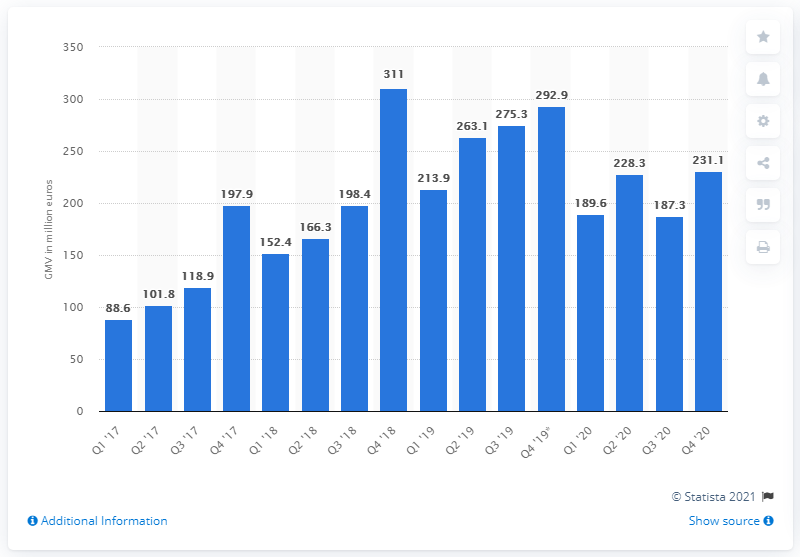 350
300
250
200
150
100
50
0
GMV in million euros
88.6
101.8
118.9
197.9
152.4
166.3
198.4
311
213.9
263.1
275.3
292.9
189.6
228.3
187.3
231.1
Q1 '17
Q2 '17
Q3 '17
Q4 '17
Q1 '18
Q2 '18
Q3 '18
Q4 '18
Q1 '19
Q2 '19
Q3 '19
Q4 '19*
Q1 '20
Q2 '20
Q3 '20
Q4 '20
© Statista 2021
Additional Information
Show source